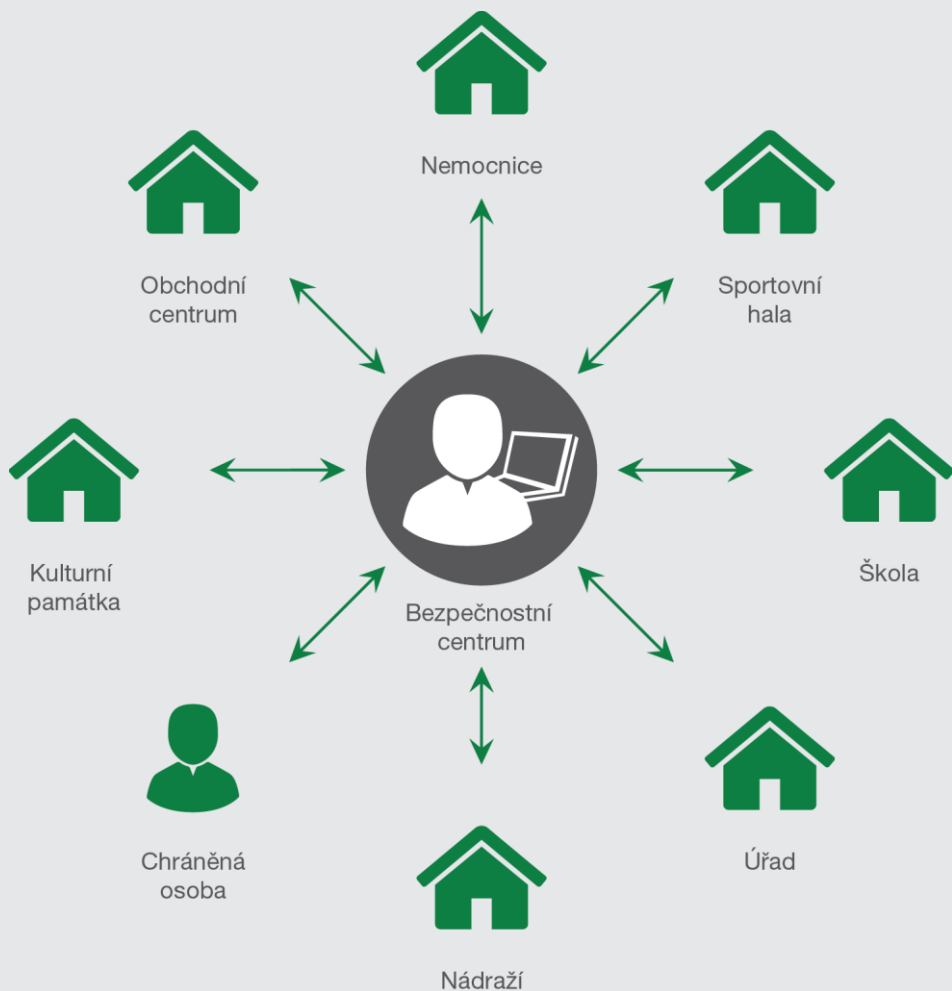 Nemocnice
Obchodní
centrum
Sportovní
hala
Kulturní
památka
Bezpečnostní
centrum
Škola
Chráněná
osoba
Úřad
Nádraží